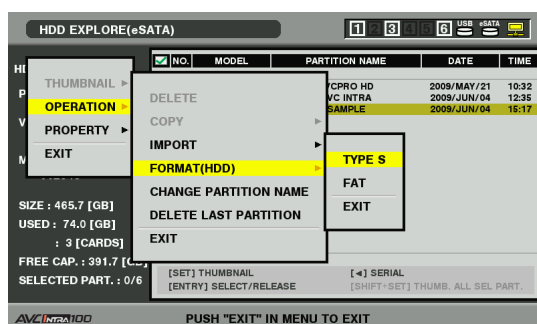 HDD EXPLORE(eSATA)
1 2 3 4 5 6 USB eSATA
NO. MODEL PARTITION NAME DATE TIME
VCPRO HD 2009/MAY/21 10:32
VC INTRA 2009/JUN/04 12:35
SAMPLE 2009/JUN/04 15:17
THUMBNAIL
OPERATION
PROPERTY
EXIT
DELETE
COPY
IMPORT
FORMAT(HDD)
CHANGE PARTITION NAME
DELETE LAST PARTITION
EXIT
TYPE S
FAT
EXIT
SIZE : 465.7 [GB]
USED : 74.0 [GB]
: 3 [CARDS]
FREE CAP. : 391.7 [GB]
SELECTED PART. : 0/6
[SET] THUMBNAIL [◄] SERIAL
[ENTRY] SELECT/RELEASE [SHIFT+SET] THUMB. ALL SEL PART.
AVC INTRA 100 PUSH "EXIT" IN MENU TO EXIT